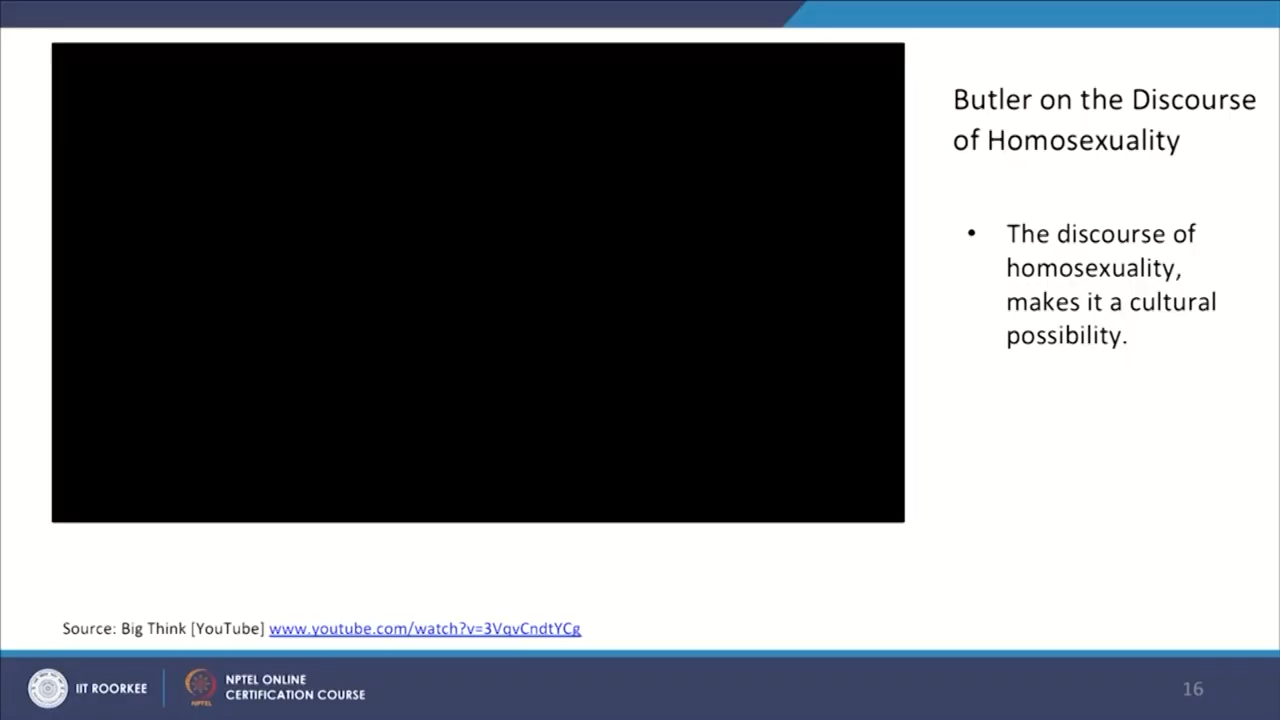 Butler on the Discourse
of Homosexuality
• The discourse of
homosexuality,
makes it a cultural
possibility.
Source: Big Think [YouTube] www.youtube.com/watch?v=3VqvCndtYCg
IIT ROORKEE
NPTEL
NPTEL ONLINE
CERTIFICATION COURSE
16